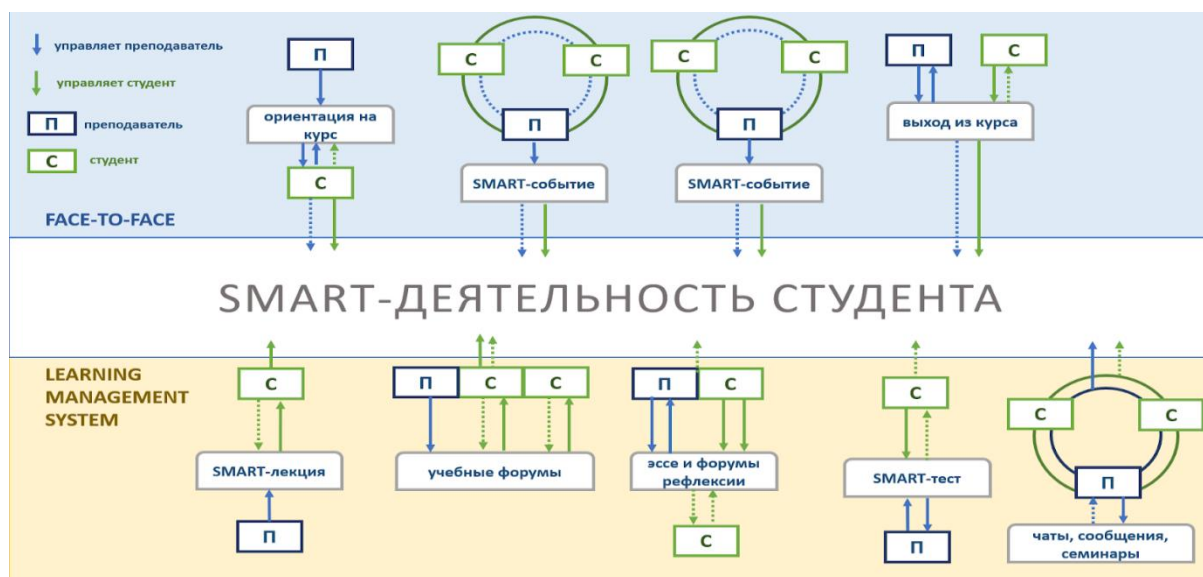 управляет преподаватель
управляет студент
П преподаватель
С студент
FACE-TO-FACE
П
ориентация на
курс
С
С С
П
SMART-событие
С С
П
SMART-событие
П С
выход из курса
SMART-ДЕЯТЕЛЬНОСТЬ СТУДЕНТА
LEARNING
MANAGEMENT
SYSTEM
С
SMART-лекция
П
П С С
учебные форумы
П С
эссе и форумы
рефлексии
С
С
SMART-тест
П
С С
П
чаты, сообщения,
семинары